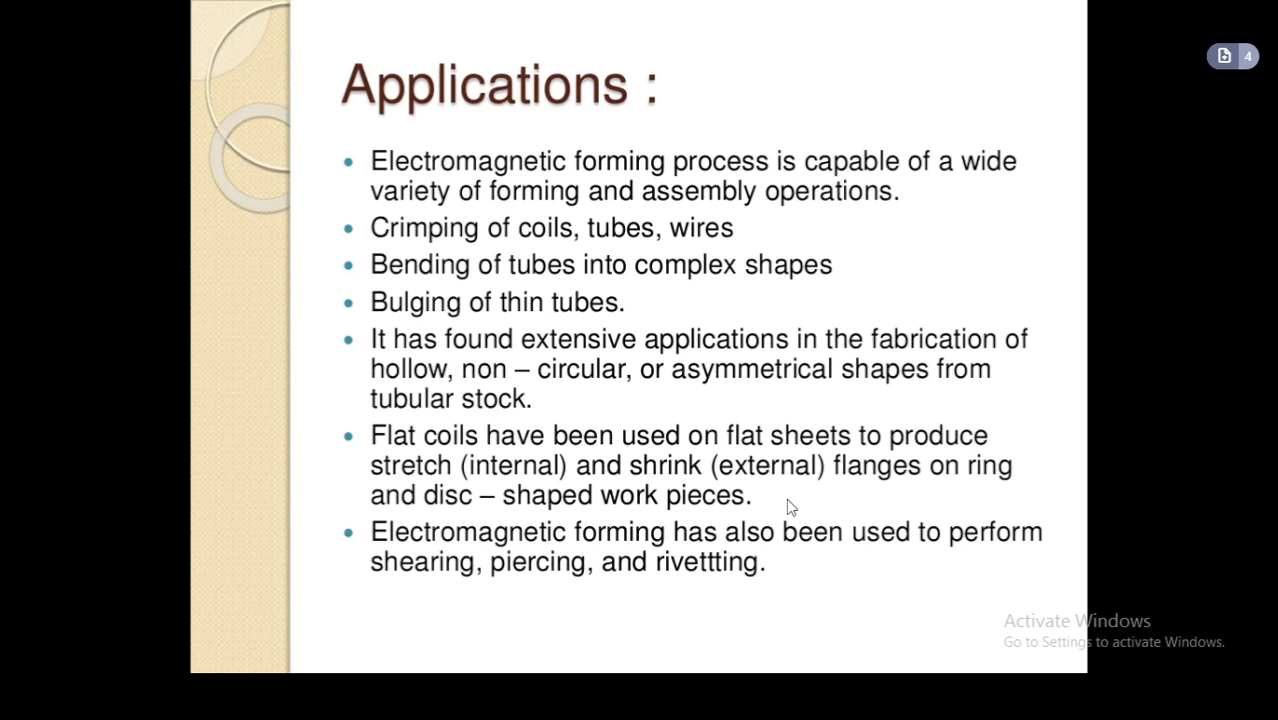 4
Applications :
• Electromagnetic forming process is capable of a wide
variety of forming and assembly operations.
• Crimping of coils, tubes, wires
• Bending of tubes into complex shapes
• Bulging of thin tubes.
• It has found extensive applications in the fabrication of
hollow, non – circular, or asymmetrical shapes from
tubular stock.
• Flat coils have been used on flat sheets to produce
stretch (internal) and shrink (external) flanges on ring
and disc – shaped work pieces.
• Electromagnetic forming has also been used to perform
shearing, piercing, and rivettting.
Activate Windows
Go to Settings to activate Windows.